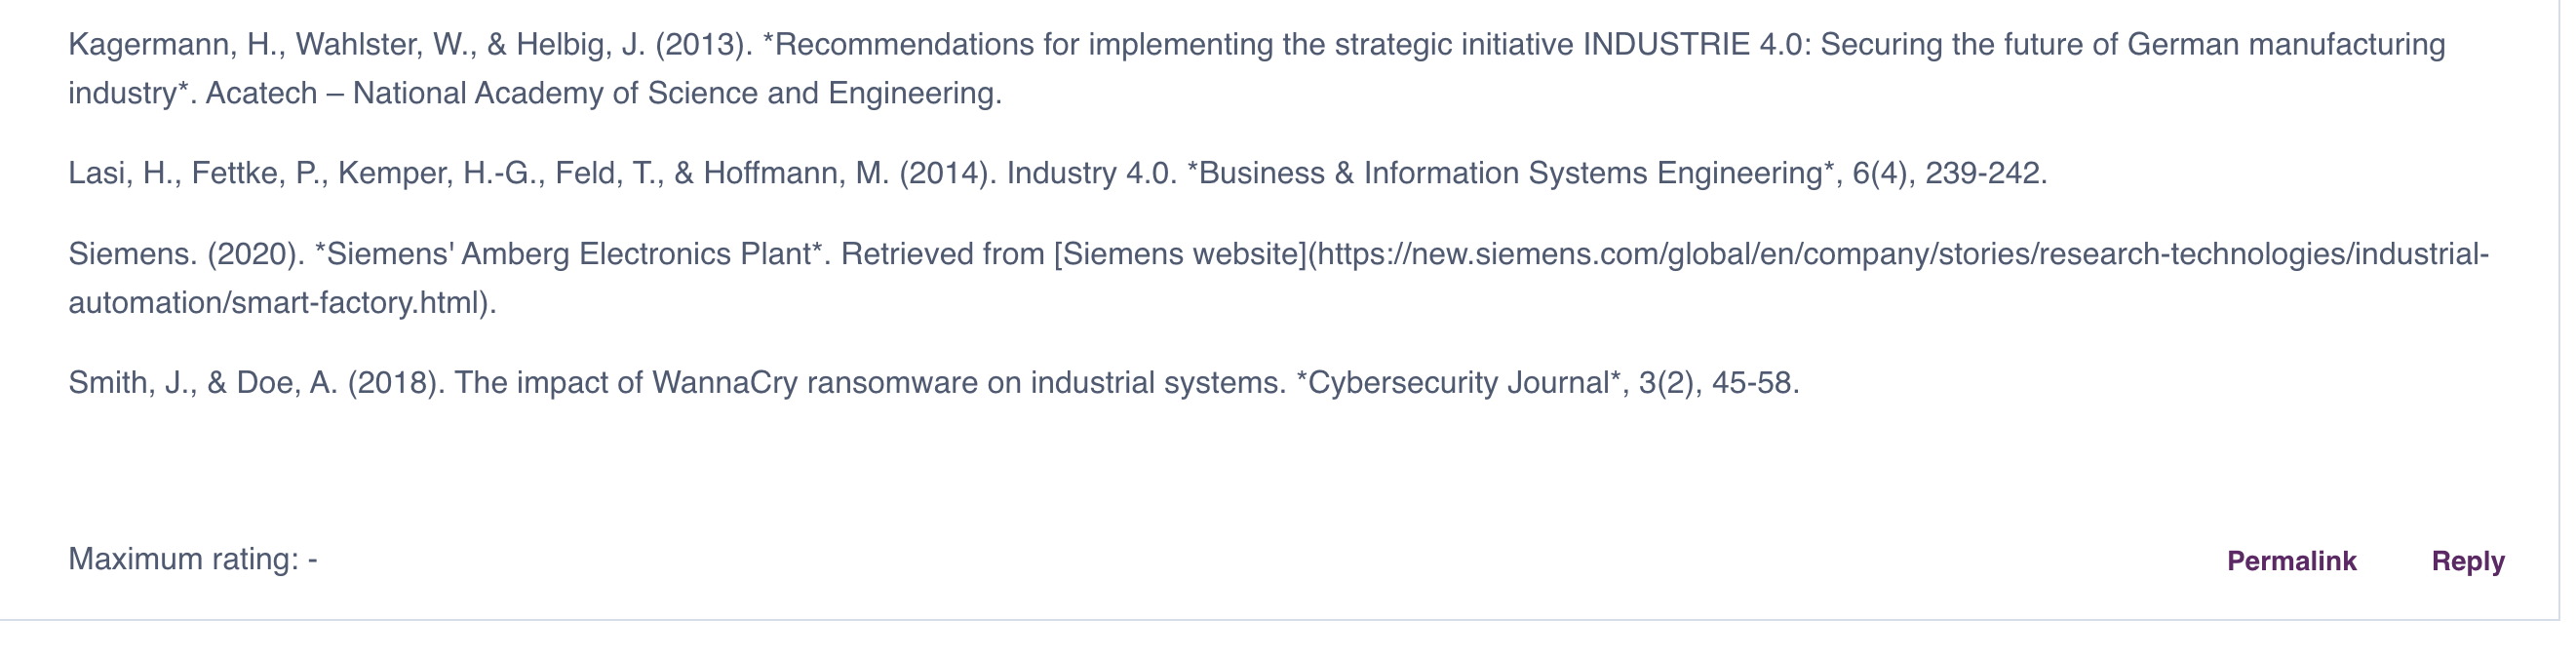 Kagermann, H., Wahlster, W., & Helbig, J. (2013). *Recommendations for implementing the strategic initiative INDUSTRIE 4.0: Securing the future of German manufacturing
industry*. Acatech – National Academy of Science and Engineering.
Lasi, H., Fettke, P., Kemper, H.-G., Feld, T., & Hoffmann, M. (2014). Industry 4.0. *Business & Information Systems Engineering*, 6(4), 239-242.
Siemens. (2020). *Siemens' Amberg Electronics Plant*. Retrieved from [Siemens website](https://new.siemens.com/global/en/company/stories/research-technologies/industrial-
automation/smart-factory.html).
Smith, J., & Doe, A. (2018). The impact of WannaCry ransomware on industrial systems. *Cybersecurity Journal*, 3(2), 45-58.
Maximum rating: - Permalink Reply